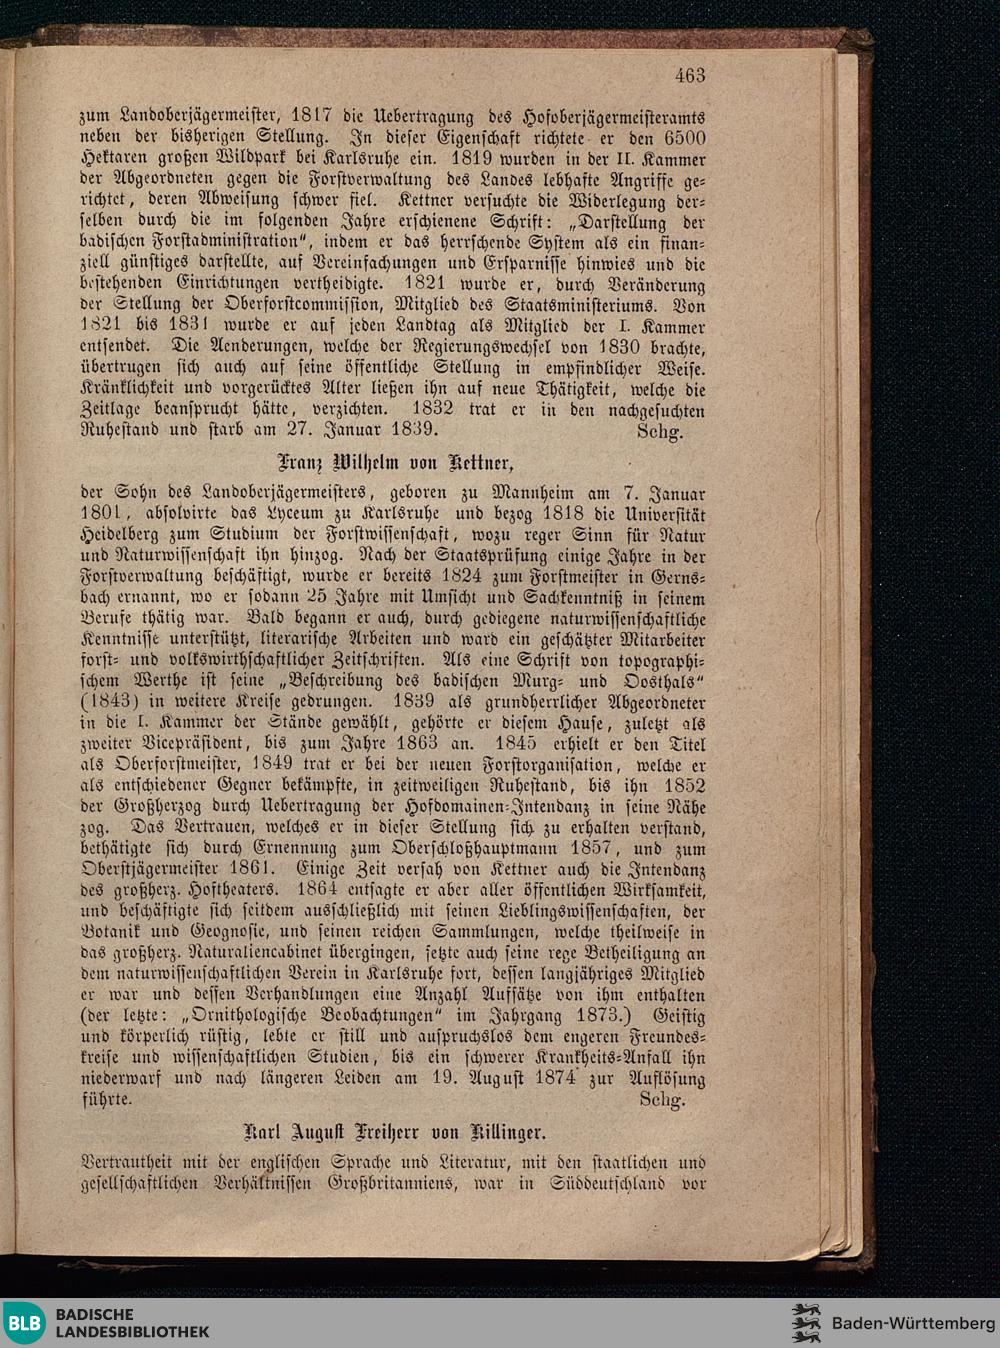 463
zum Landoberjägermeister, 1817 die Uebertragung des Hofoberjägermeisteramts
neben der bisherigen Stellung. In dieser Eigenschaft richtete er den 6500
Hektaren großen Wildpark bei Karlsruhe ein. 1819 wurden in der II. Kammer
der Abgeordneten gegen die Forstverwaltung des Landes lebhafte Angriffe ge-
richtet, deren Abweisung schwer fiel. Kettner versuchte die Widerlegung der-
selben durch die im folgenden Jahre erschienene Schrift: „Darstellung der
badischen Forstadministration“, indem er das herrschende System als ein finan-
ziell günstiges darstellte, auf Vereinfachungen und Ersparnisse hinwies und die
bestehenden Einrichtungen vertheidigte. 1821 wurde er, durch Veränderung
der Stellung der Oberforstcommission, Mitglied des Staatsministeriums. Von
1821 bis 1831 wurde er auf jeden Landtag als Mitglied der I. Kammer
entsendet. Die Aenderungen, welche der Regierungswechsel von 1830 brachte,
übertrugen sich auch auf seine öffentliche Stellung in empfindlicher Weise.
Kränklichkeit und vorgerücktes Alter ließen ihn auf neue Thätigkeit, welche die
Zeitlage beansprucht hätte, verzichten. 1832 trat er in den nachgesuchten
Ruhestand und starb am 27. Januar 1839. Schg.
Franz Wilhelm von Kettner,
der Sohn des Landoberjägermeisters, geboren zu Mannheim am 7. Januar
1801, absolvirte das Lyceum zu Karlsruhe und bezog 1818 die Universität
Heidelberg zum Studium der Forstwissenschaft, wozu reger Sinn für Natur
und Naturwissenschaft ihn hinzog. Nach der Staatsprüfung einige Jahre in der
Forstverwaltung beschäftigt, wurde er bereits 1824 zum Forstmeister in Gerns-
bach ernannt, wo er sodann 25 Jahre mit Umsicht und Sachkenntniß in seinem
Berufe thätig war. Bald begann er auch, durch gediegene naturwissenschaftliche
Kenntnisse unterstützt, literarische Arbeiten und ward ein geschätzter Mitarbeiter
forst- und volkswirthschaftlicher Zeitschriften. Als eine Schrift von topographi-
schem Werthe ist seine „Beschreibung des badischen Murg- und Oosthals“
(1843) in weitere Kreise gedrungen. 1839 als grundherrlicher Abgeordneter
in die I. Kammer der Stände gewählt, gehörte er diesem Hause, zuletzt als
zweiter Vicepräsident, bis zum Jahre 1863 an. 1845 erhielt er den Titel
als Oberforstmeister, 1849 trat er bei der neuen Forstorganisation, welche er
als entschiedener Gegner bekämpfte, in zeitweiligen Ruhestand, bis ihn 1852
der Großherzog durch Uebertragung der Hofdomainen-Intendanz in seine Nähe
zog. Das Vertrauen, welches er in dieser Stellung sich zu erhalten verstand,
bethätigte sich durch Ernennung zum Oberschloßhauptmann 1857, und zum
Oberstjägermeister 1861. Einige Zeit versah von Kettner auch die Intendanz
des großherz. Hoftheaters. 1864 entsagte er aber aller öffentlichen Wirksamkeit,
und beschäftigte sich seitdem ausschließlich mit seinen Lieblingswissenschaften, der
Botanik und Geognosie, und seinen reichen Sammlungen, welche theilweise in
das großherz. Naturaliencabinet übergingen, setzte auch seine rege Betheiligung an
dem naturwissenschaftlichen Verein in Karlsruhe fort, dessen langjähriges Mitglied
er war und dessen Verhandlungen eine Anzahl Aufsätze von ihm enthalten
(der letzte: „Ornithologische Beobachtungen“ im Jahrgang 1873.) Geistig
und körperlich rüstig, lebte er still und anspruchslos dem engeren Freundes-
kreise und wissenschaftlichen Studien, bis ein schwerer Krankheits-Anfall ihn
niederwarf und nach längeren Leiden am 19. August 1874 zur Auflösung
führte. Schg.
Karl August Freiherr von Killinger.
Vertrautheit mit der englischen Sprache und Literatur, mit den staatlichen und
gesellschaftlichen Verhältnissen Großbritanniens, war in Süddeutschland vor
BLB BADISCHE
LANDESBIBLIOTHEK
Baden-Württemberg